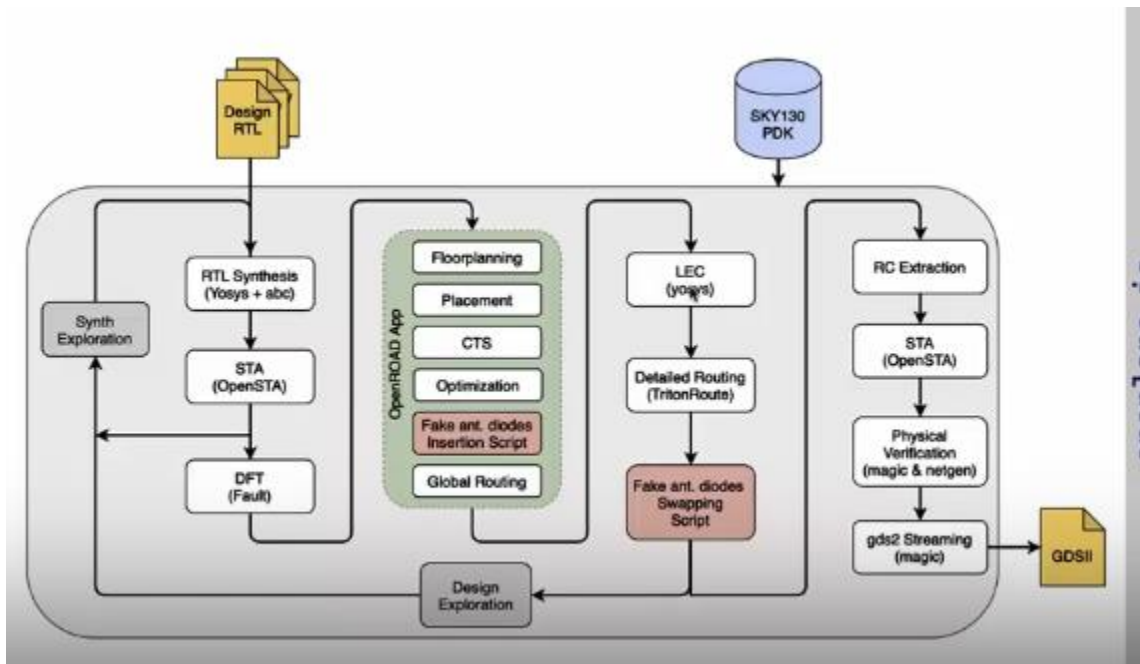 Design
RTL
SKY130
PDK
RTL Synthesis
(Yosys + abc)
Synth
Exploration
STA
(OpenSTA)
DFT
(Fault)
OpenROAD App
Floorplanning
Placement
CTS
Optimization
Fake ant. diodes
Insertion Script
Global Routing
LEC
(yosys)
Detailed Routing
(TritonRoute)
Fake ant. diodes
Swapping
Script
Design
Exploration
RC Extraction
STA
(OpenSTA)
Physical
Verification
(magic & netgen)
gds2 Streaming
(magic)
GDSII